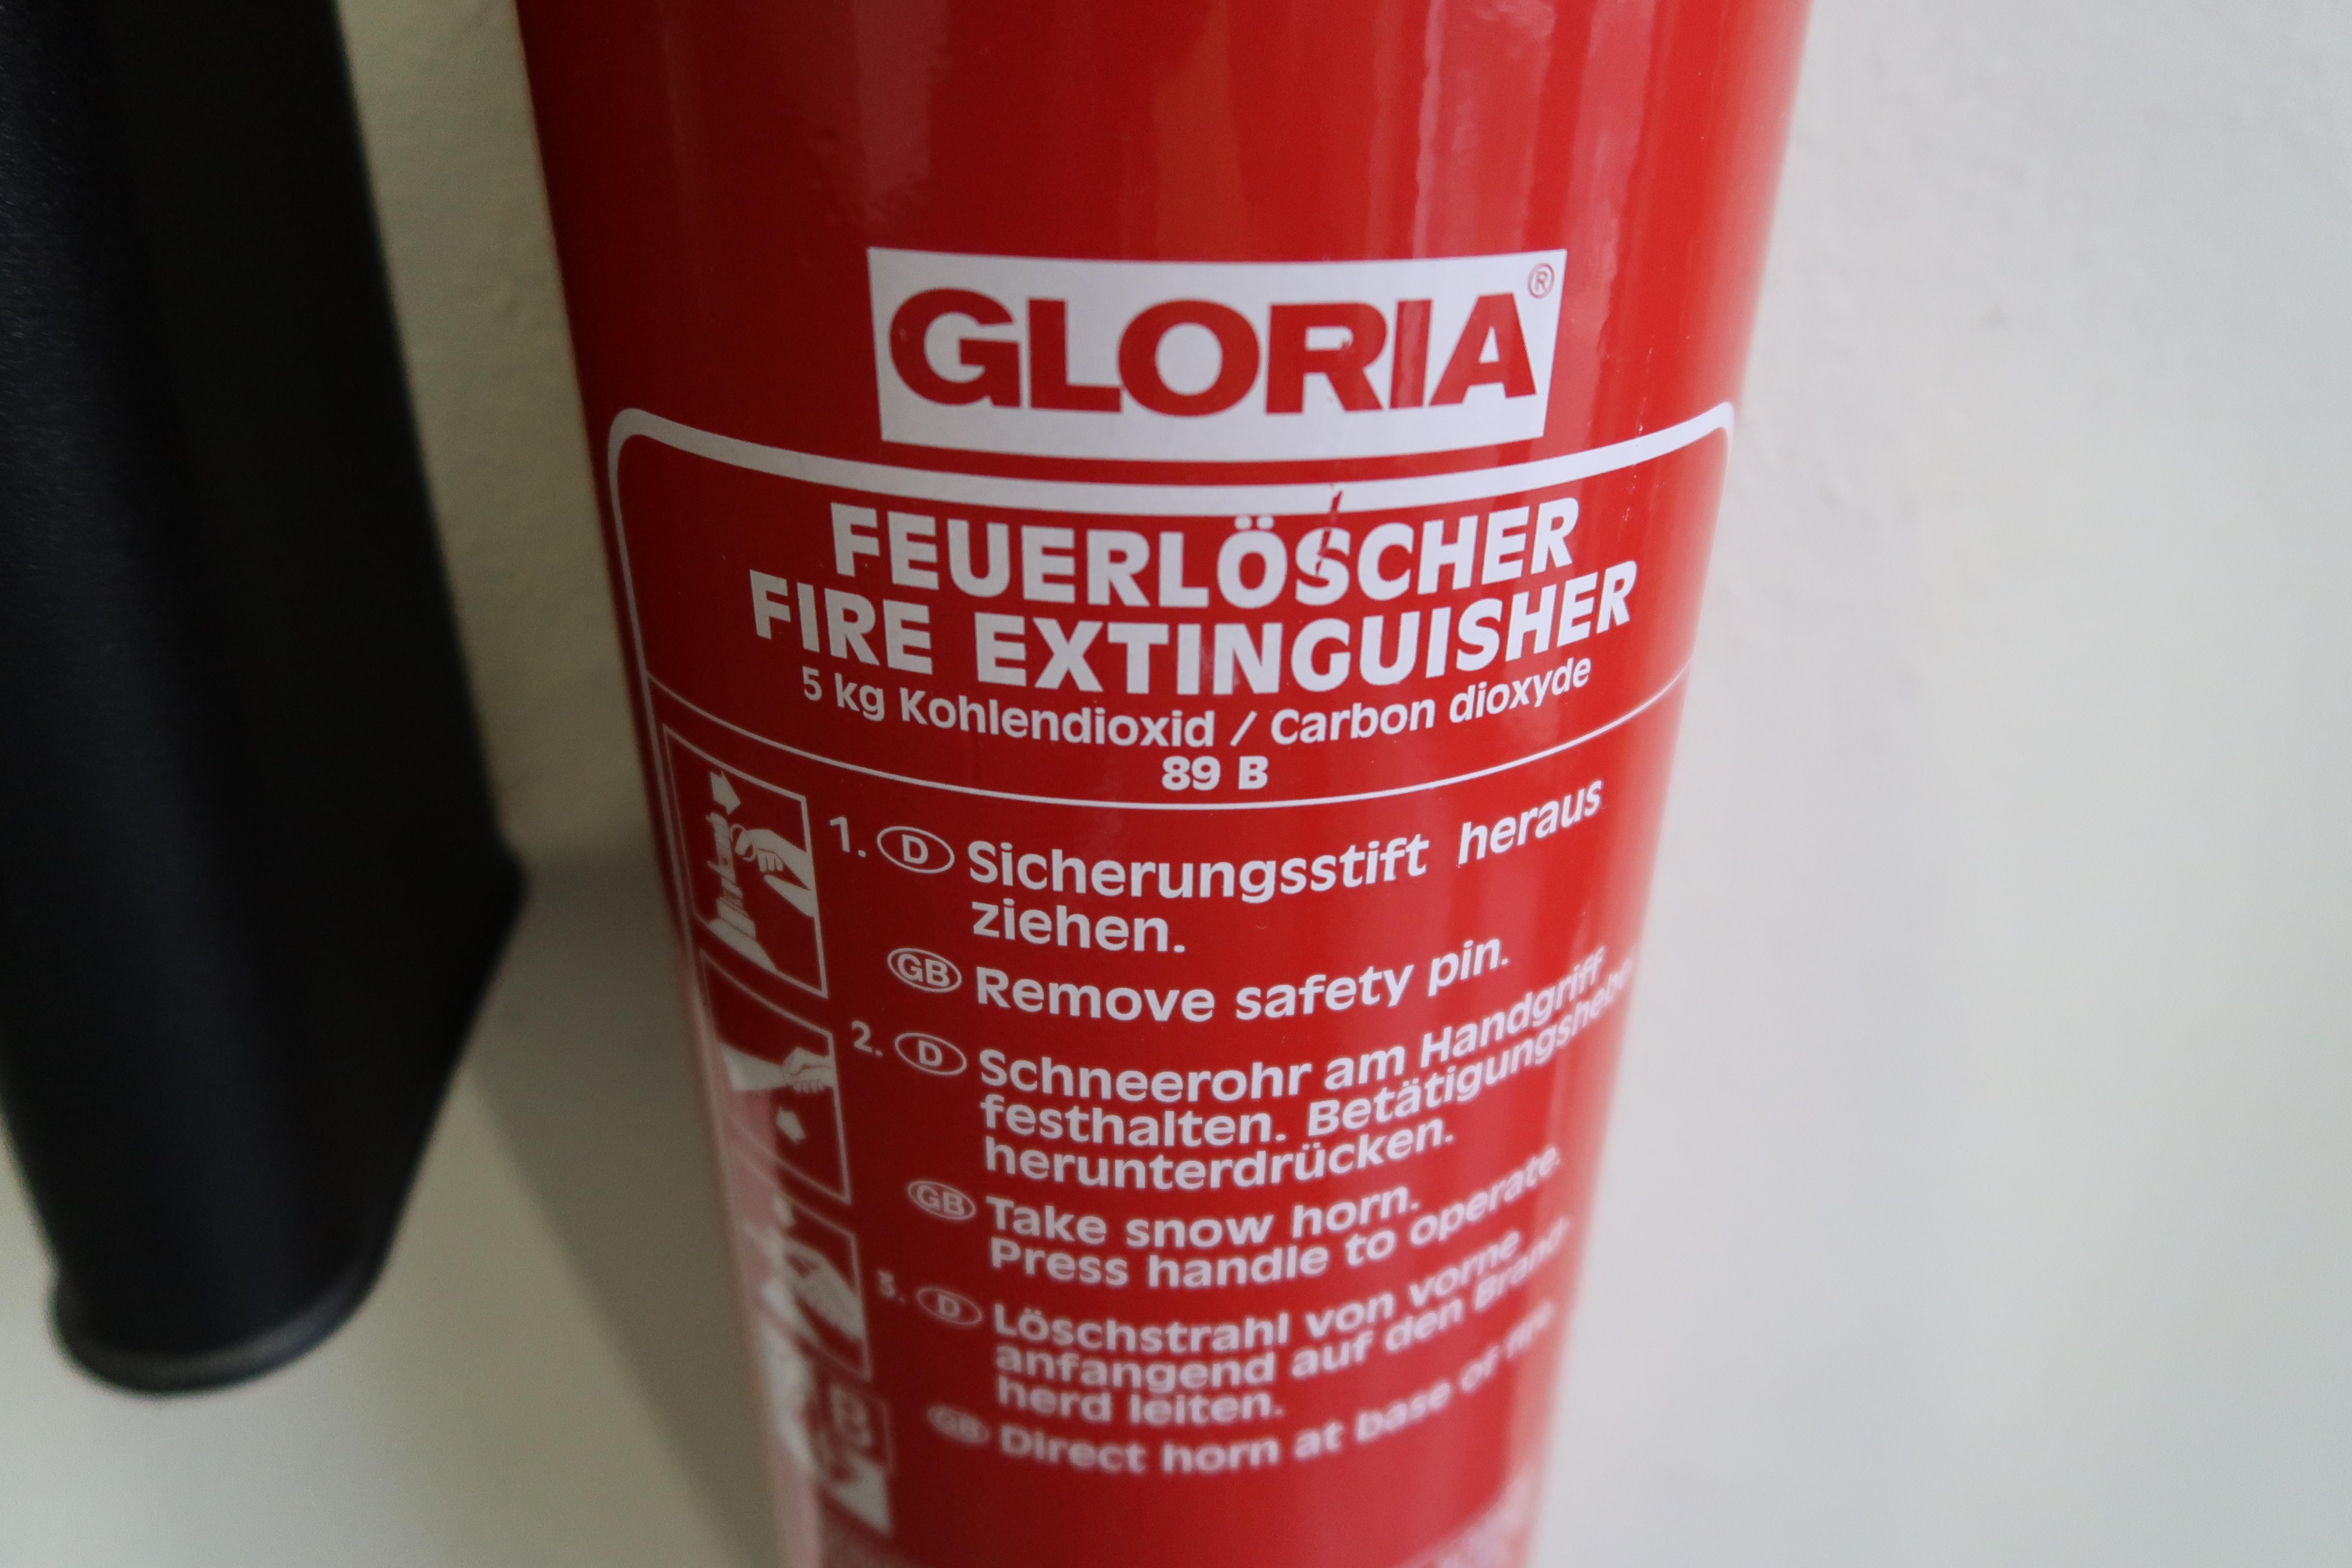 GLORIA®
FEUERLÖSCHER
FIRE EXTINGUISHER
5 kg Kohlendioxid / Carbon dioxyde
89 B
1. D Sicherungsstift heraus
ziehen.
GB Remove safety pin.
2. D Schneerohr am Handgriff
festhalten. Betätigungshebel
herunterdrücken.
GB Take snow horn.
Press handle to operate.
3. D Löschstrahl von vorne
anfangend auf den Brand-
herd leiten.
GB Direct horn at base of fire.
B